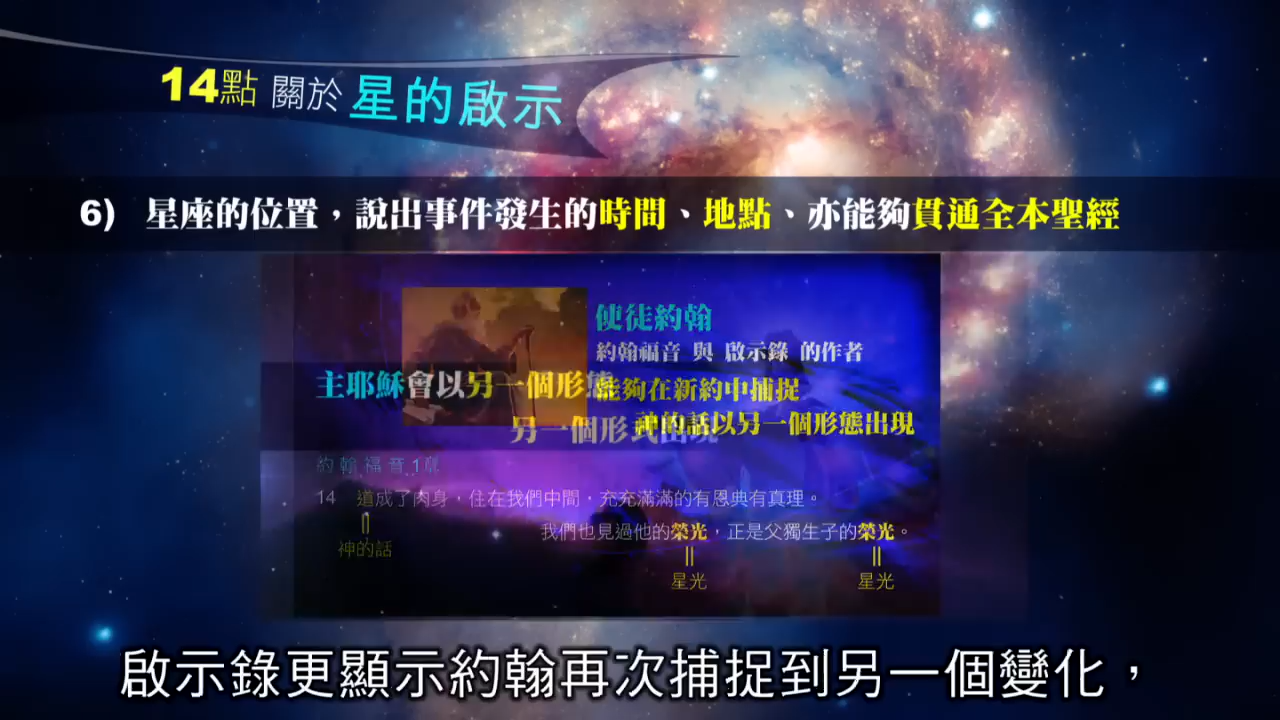 14點 關於 星的啟示
6) 星座的位置，說出事件發生的時間、地點、亦能夠貫通全本聖經
使徒約翰
約翰福音 與 啟示錄 的作者
主耶穌會以另一個形態
能夠在新約中捕捉
另一個形式出現
神的話以另一個形態出現
約翰福音 1章
14 道成了肉身，住在我們中間，充充滿滿的有恩典有真理。
我們也見過他的榮光，正是父獨生子的榮光。
神的話
星光
星光
啟示錄更顯示約翰再次捕捉到另一個變化，